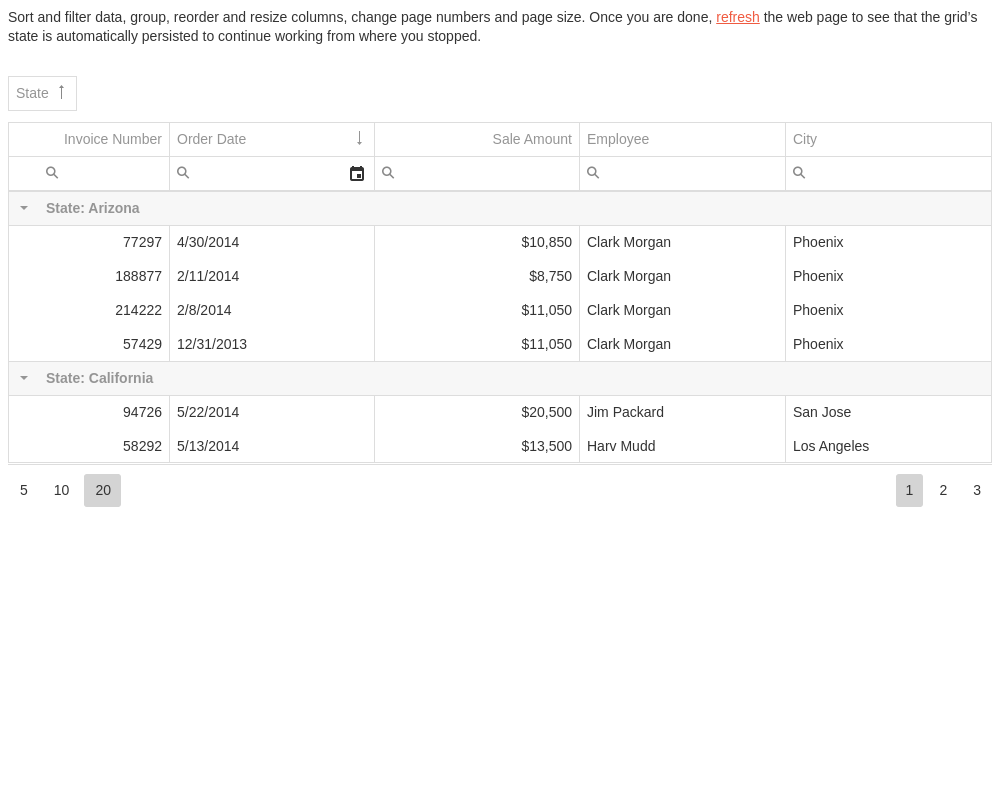 Sort and filter data, group, reorder and resize columns, change page numbers and page size. Once you are done, refresh the web page to see that the grid’s
state is automatically persisted to continue working from where you stopped.
State
Invoice Number Order Date Sale Amount Employee City
State: Arizona
77297 4/30/2014 $10,850 Clark Morgan Phoenix
188877 2/11/2014 $8,750 Clark Morgan Phoenix
214222 2/8/2014 $11,050 Clark Morgan Phoenix
57429 12/31/2013 $11,050 Clark Morgan Phoenix
State: California
94726 5/22/2014 $20,500 Jim Packard San Jose
58292 5/13/2014 $13,500 Harv Mudd Los Angeles
5 10 20 1 2 3